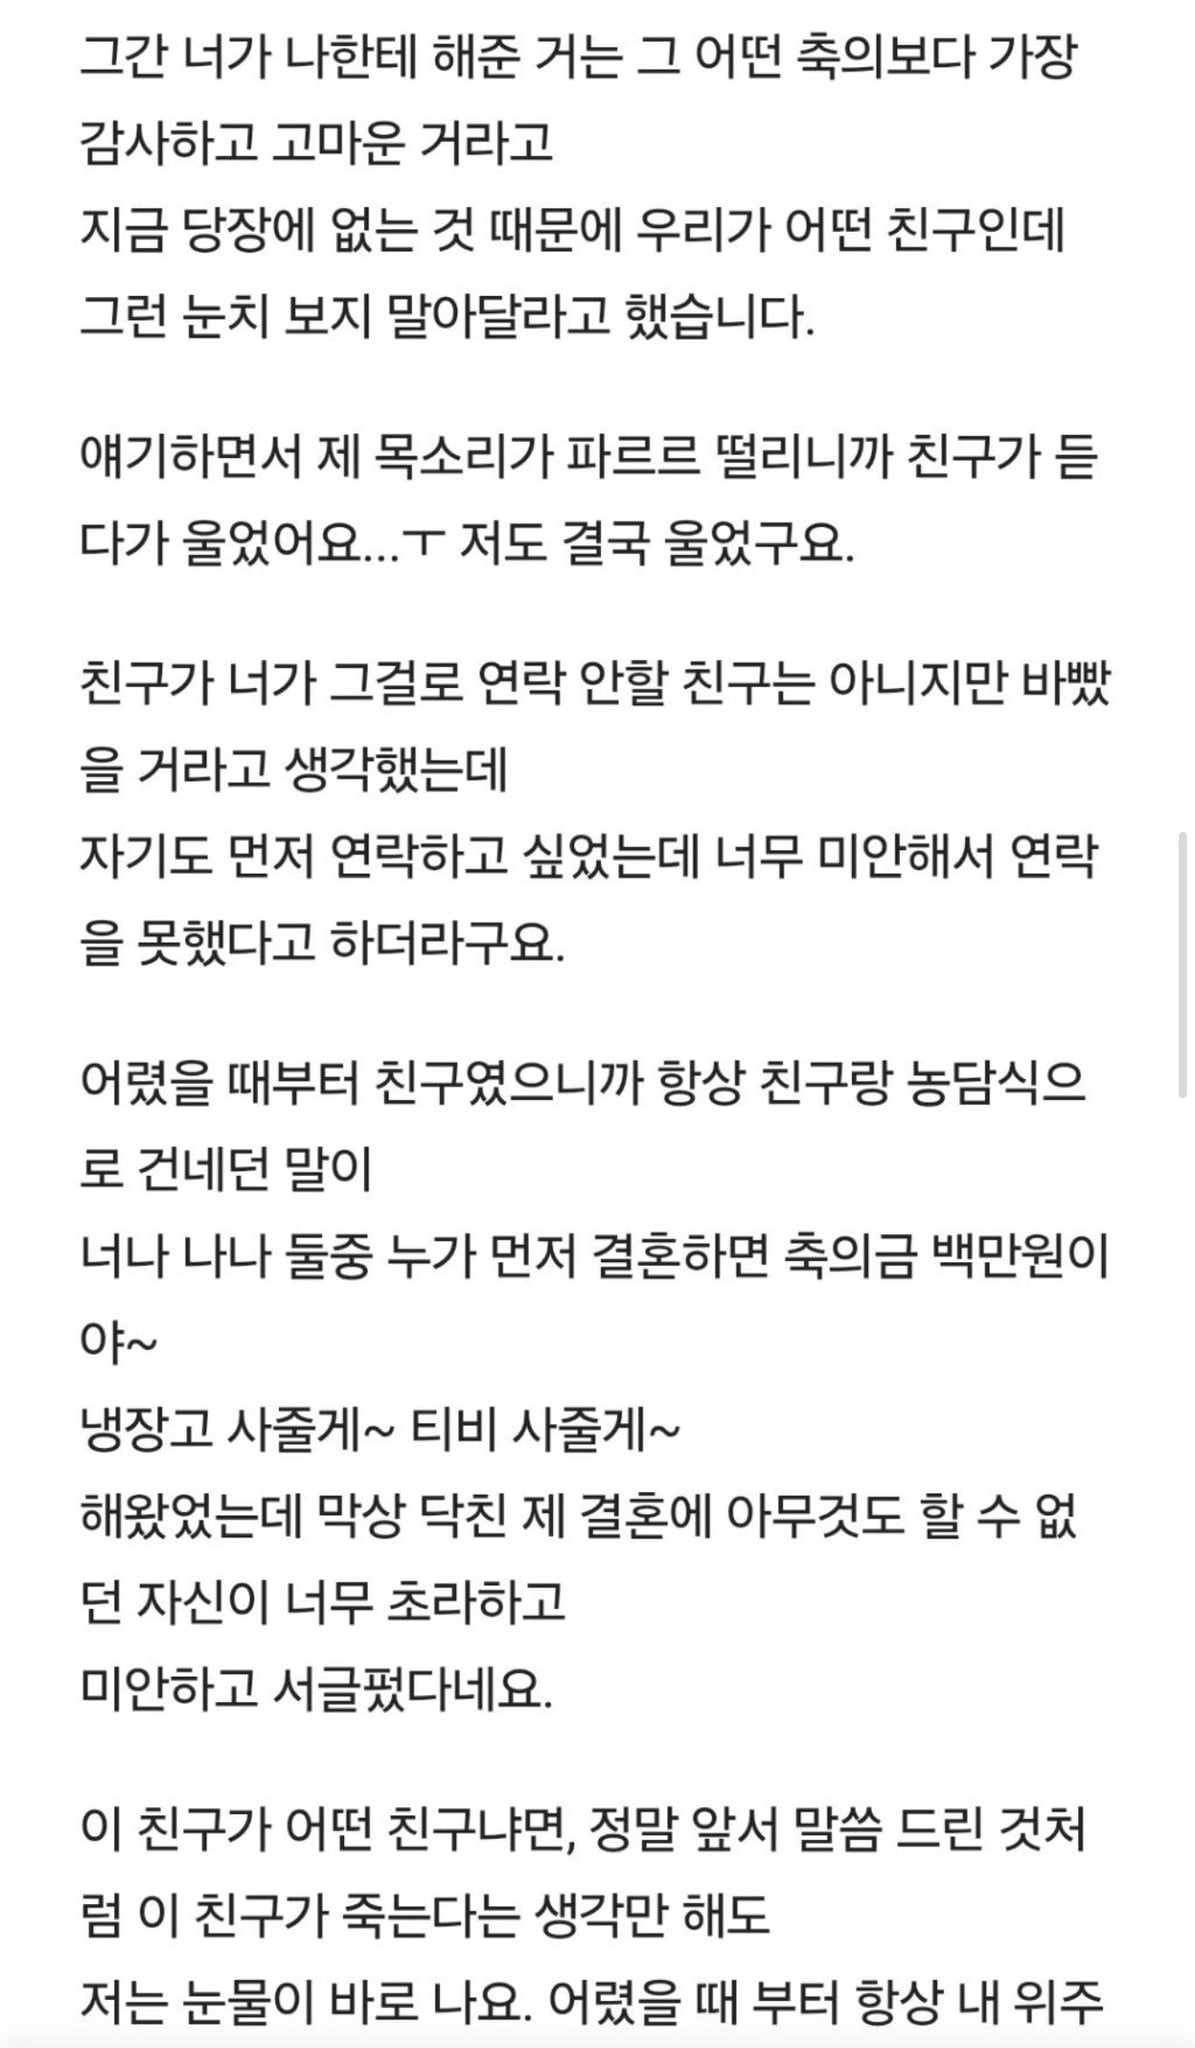 그간 너가 나한테 해준 거는 그 어떤 축의보다 가장
감사하고 고마운 거라고
지금 당장에 없는 것 때문에 우리가 어떤 친구인데
그런 눈치 보지 말아달라고 했습니다.
얘기하면서 제 목소리가 파르르 떨리니까 친구가 듣
다가 울었어요...ㅜ 저도 결국 울었구요.
친구가 너가 그걸로 연락 안할 친구는 아니지만 바빴
을 거라고 생각했는데
자기도 먼저 연락하고 싶었는데 너무 미안해서 연락
을 못했다고 하더라구요.
어렸을 때부터 친구였으니까 항상 친구랑 농담식으
로 건네던 말이
너나 나나 둘중 누가 먼저 결혼하면 축의금 백만원이
야~
냉장고 사줄게~ 티비 사줄게~
해왔었는데 막상 닥친 제 결혼에 아무것도 할 수 없
던 자신이 너무 초라하고
미안하고 서글펐다네요.
이 친구가 어떤 친구냐면, 정말 앞서 말씀 드린 것처
럼 이 친구가 죽는다는 생각만 해도
저는 눈물이 바로 나요. 어렸을 때 부터 항상 내 위주